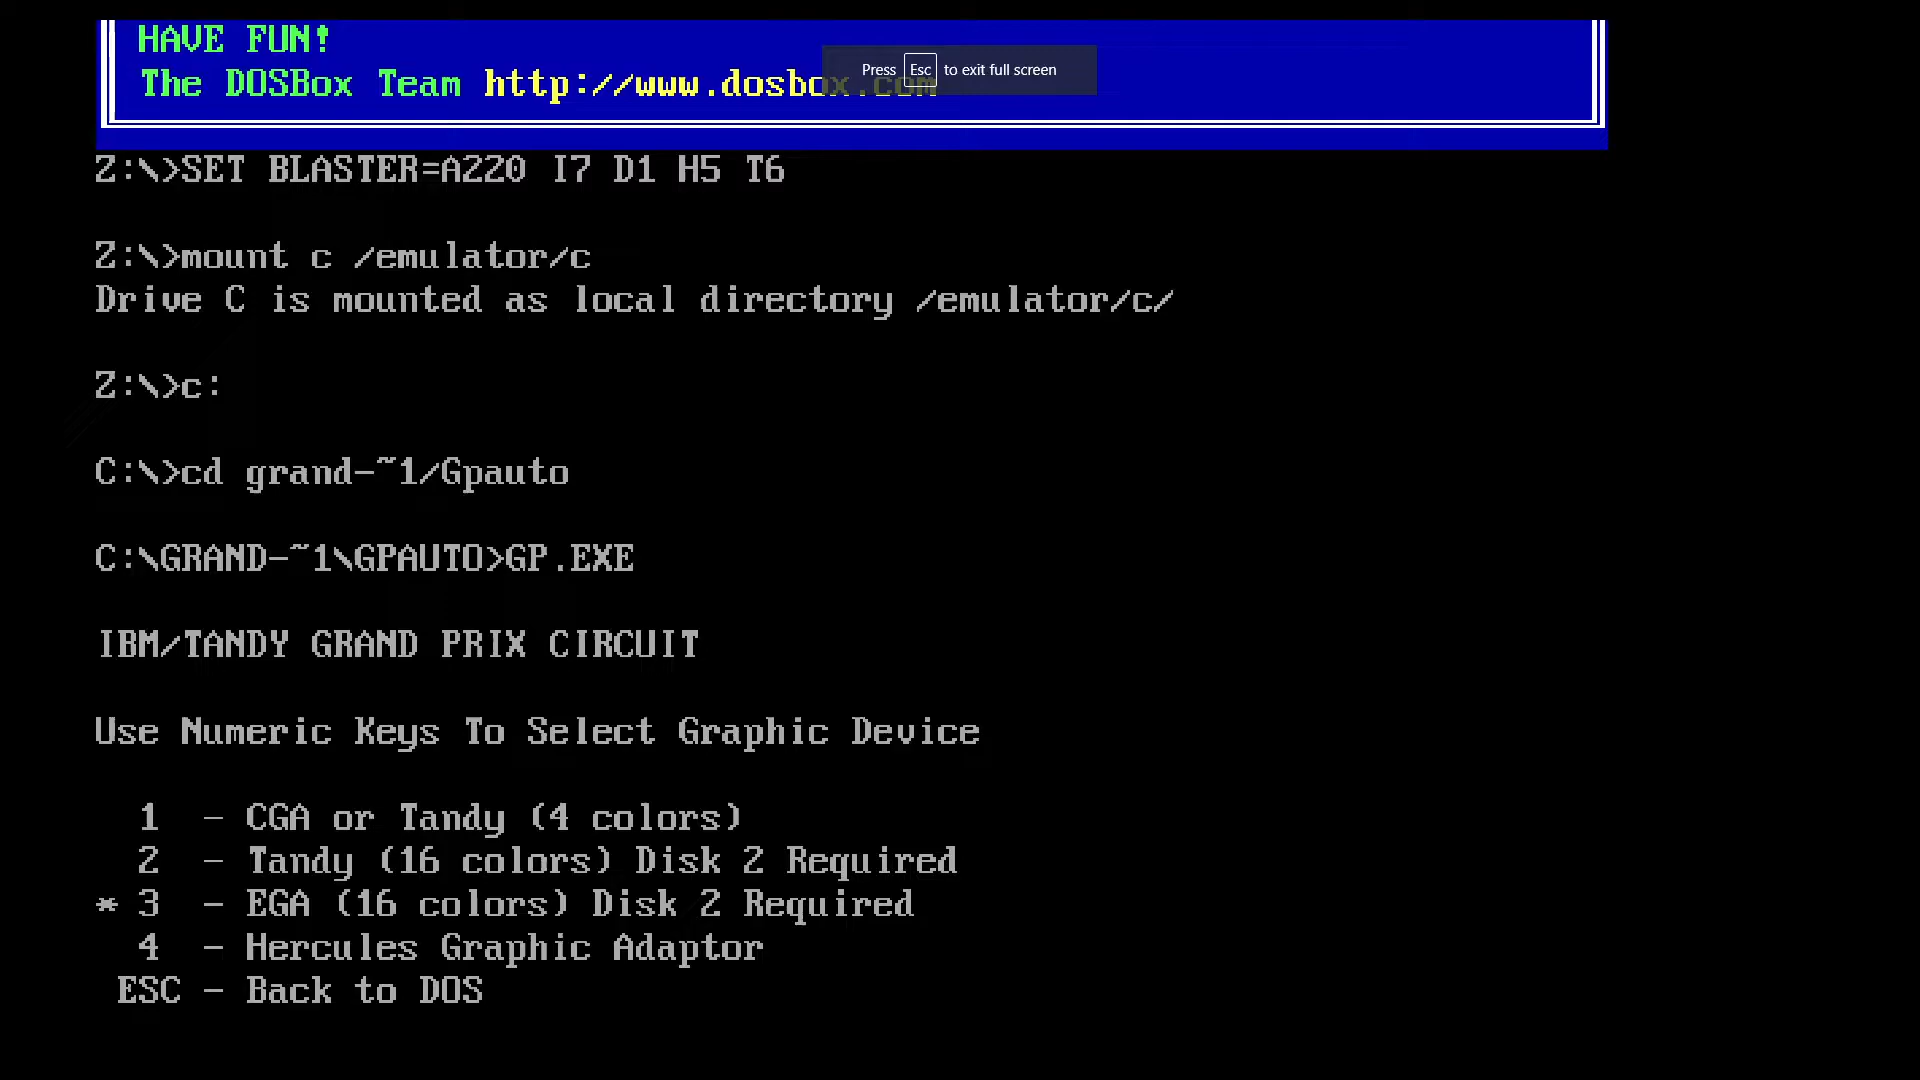 HAVE FUN!
The DOSBox Team http://www.dosbox.com
Press Esc to exit full screen
Z:\>SET BLASTER=A220 I7 D1 H5 T6
Z:\>mount c /emulator/c
Drive C is mounted as local directory /emulator/c/
Z:\>c:
C:\>cd grand-~1/Gpauto
C:\GRAND-~1\GPAUTO>GP.EXE
IBM/TANDY GRAND PRIX CIRCUIT
Use Numeric Keys To Select Graphic Device
1 - CGA or Tandy (4 colors)
2 - Tandy (16 colors) Disk 2 Required
* 3 - EGA (16 colors) Disk 2 Required
4 - Hercules Graphic Adaptor
ESC - Back to DOS